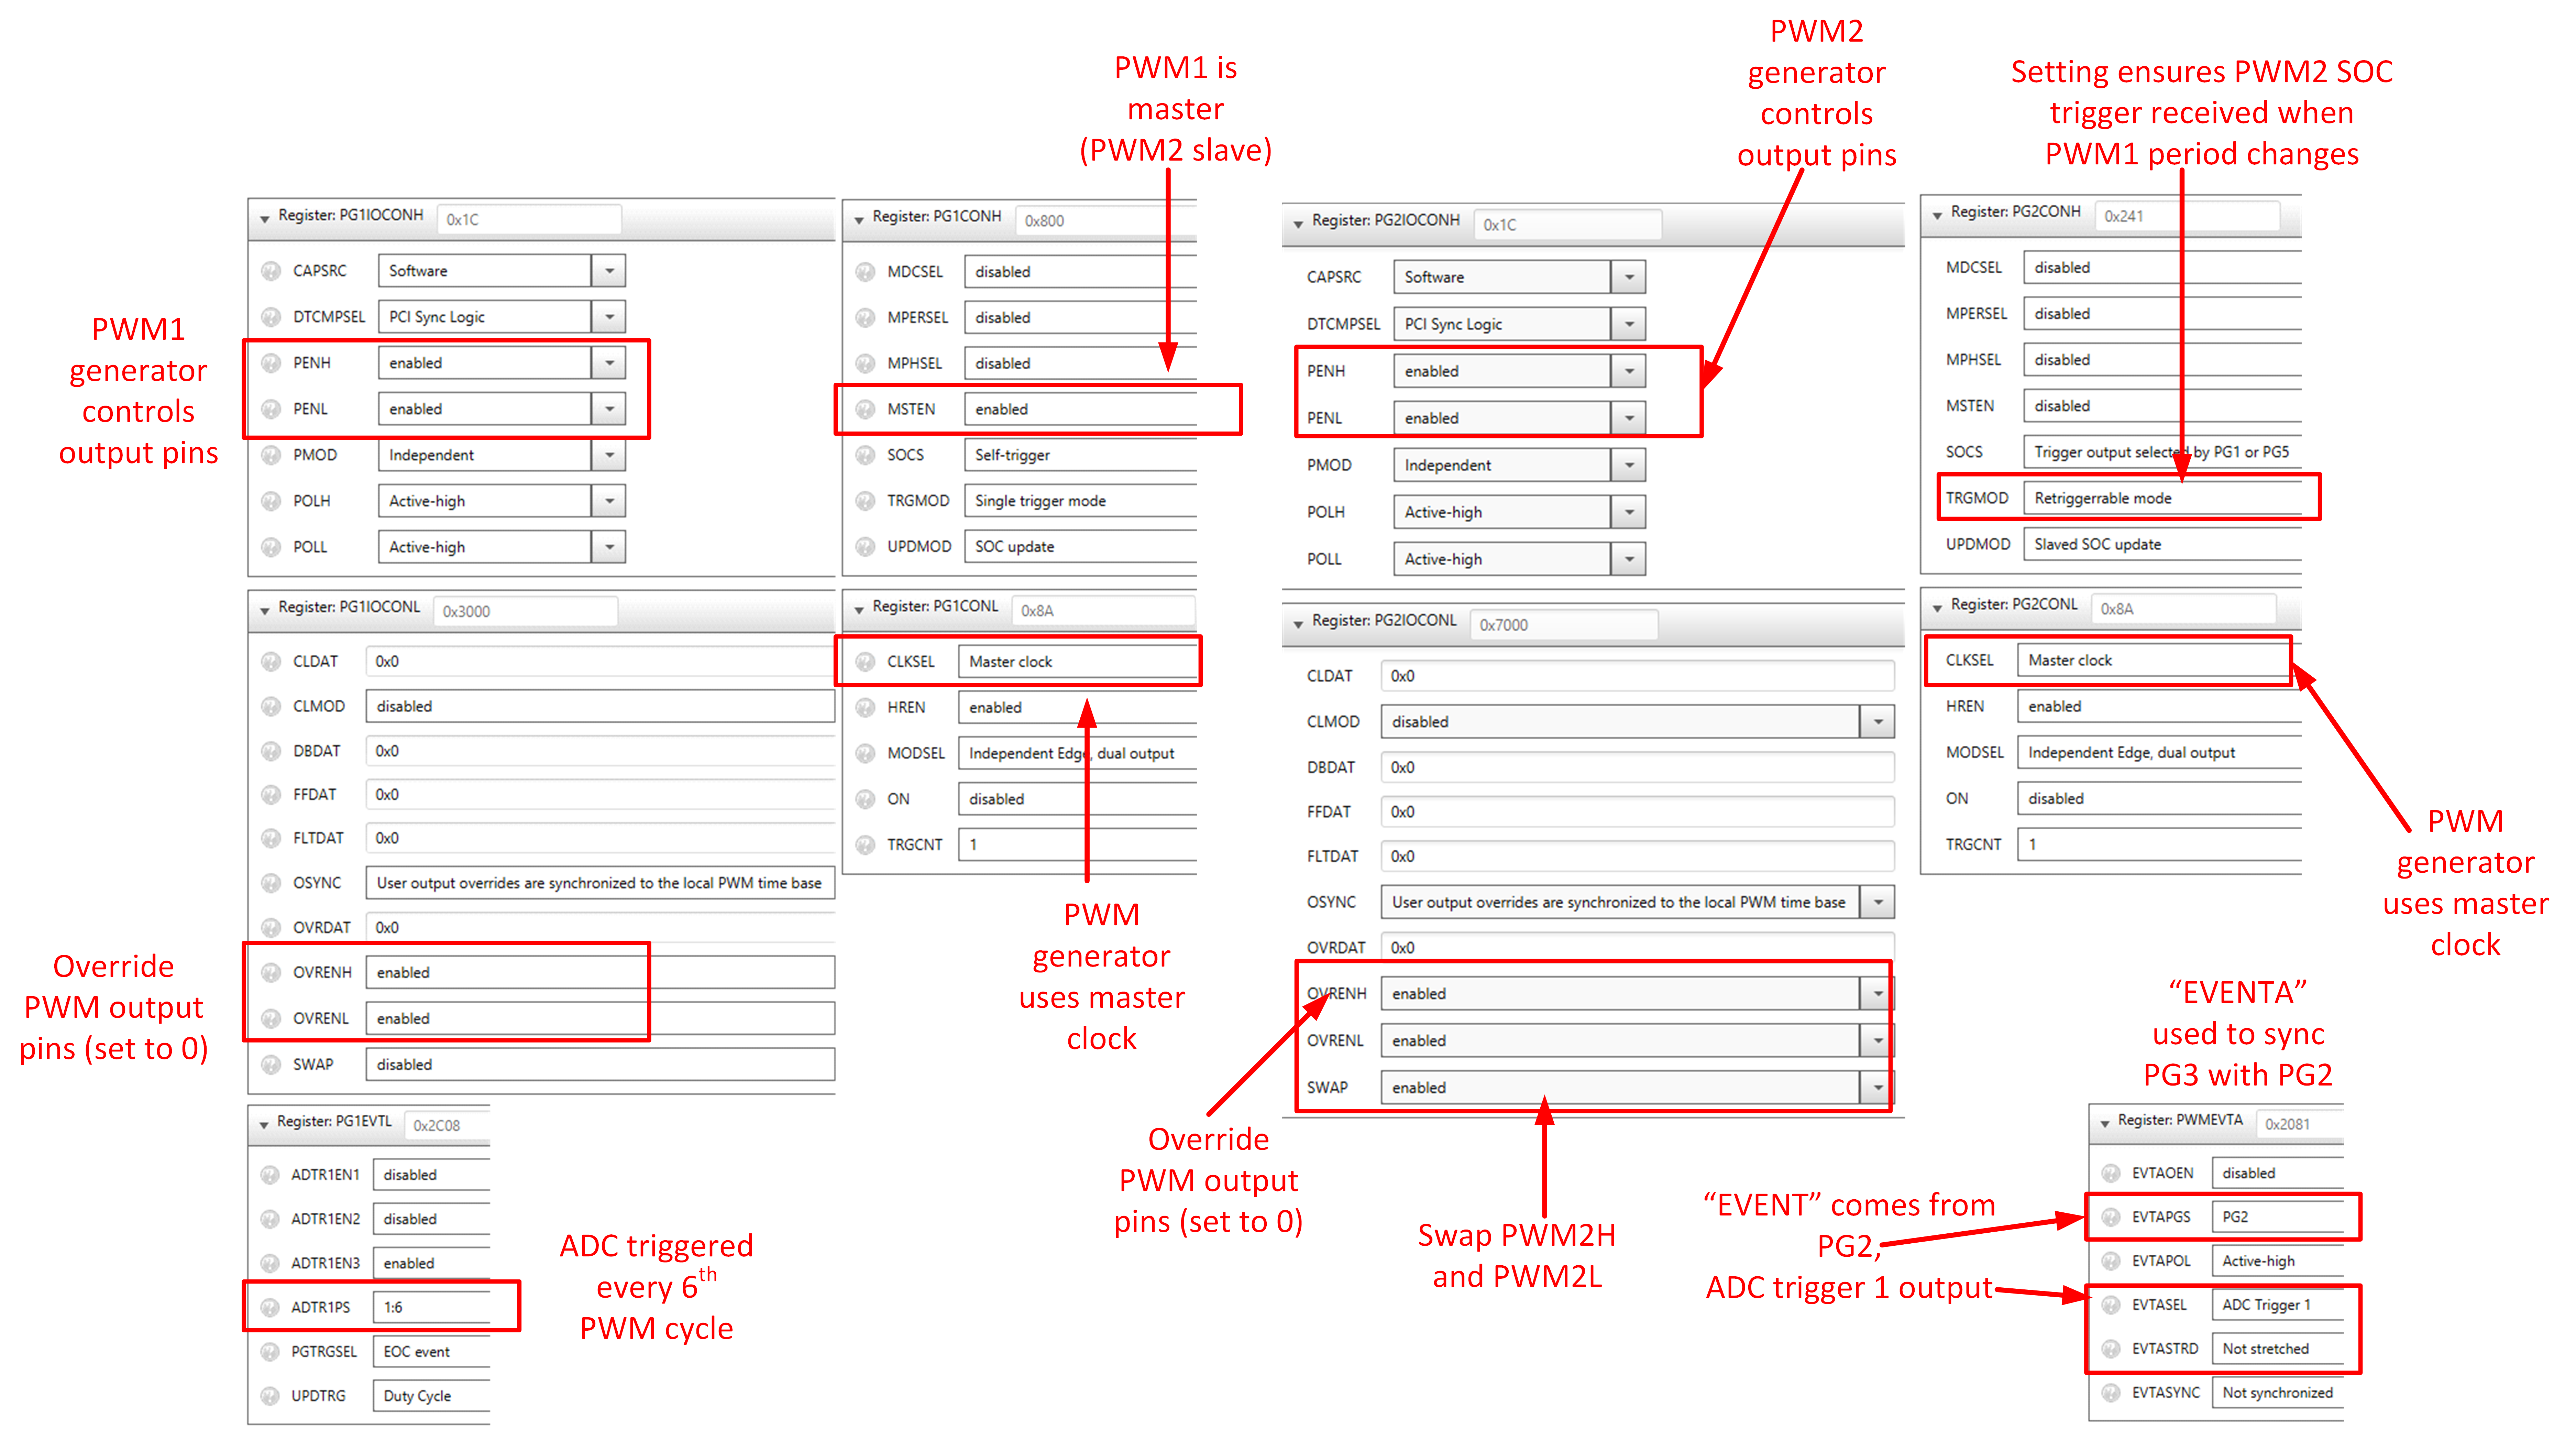 PWM1 is
master
(PWM2 slave)
PWM2
generator
controls
output pins
Setting ensures PWM2 SOC
trigger received when
PWM1 period changes
PWM1
generator
controls
output pins
Register: PG1IOCONH 0x1C
CAPSRC Software
DTCMPSEL PCI Sync Logic
PENH enabled
PENL enabled
PMOD Independent
POLH Active-high
POLL Active-high
Register: PG1CONH 0x800
MDCSEL disabled
MPERSEL disabled
MPHSEL disabled
MSTEN enabled
SOCS Self-trigger
TRGMOD Single trigger mode
UPDMOD SOC update
Register: PG2IOCONH 0x1C
CAPSRC Software
DTCMPSEL PCI Sync Logic
PENH enabled
PENL enabled
PMOD Independent
POLH Active-high
POLL Active-high
Register: PG2CONH 0x241
MDCSEL disabled
MPERSEL disabled
MPHSEL disabled
MSTEN disabled
SOCS Trigger output selected by PG1 or PG5
TRGMOD Retriggerrable mode
UPDMOD Slaved SOC update
Register: PG1IOCONL 0x3000
CLDAT 0x0
CLMOD disabled
DBDAT 0x0
FFDAT 0x0
FLTDAT 0x0
OSYNC User output overrides are synchronized to the local PWM time base
OVRDAT 0x0
OVRENH enabled
OVRENL enabled
SWAP disabled
Override
PWM output
pins (set to 0)
Register: PG1CONL 0x8A
CLKSEL Master clock
HREN enabled
MODSEL Independent Edge, dual output
ON disabled
TRGCNT 1
PWM
generator
uses master
clock
Register: PG2IOCONL 0x7000
CLDAT 0x0
CLMOD disabled
DBDAT 0x0
FFDAT 0x0
FLTDAT 0x0
OSYNC User output overrides are synchronized to the local PWM time base
OVRDAT 0x0
OVRENH enabled
OVRENL enabled
SWAP enabled
Override
PWM output
pins (set to 0)
Swap PWM2H
and PWM2L
Register: PG2CONL 0x8A
CLKSEL Master clock
HREN enabled
MODSEL Independent Edge, dual output
ON disabled
TRGCNT 1
PWM
generator
uses master
clock
Register: PG1EVTL 0x2C08
ADTR1EN1 disabled
ADTR1EN2 disabled
ADTR1EN3 enabled
ADTR1PS 1:6
PGTRGSEL EOC event
UPDTRG Duty Cycle
ADC triggered
every 6th
PWM cycle
“EVENTA”
used to sync
PG3 with PG2
“EVENT” comes from
PG2,
ADC trigger 1 output
Register: PWMEVTA 0x2081
EVTAOEN disabled
EVTAPGS PG2
EVTAPOL Active-high
EVTASEL ADC Trigger 1
EVTASTRD Not stretched
EVTASYNC Not synchronized